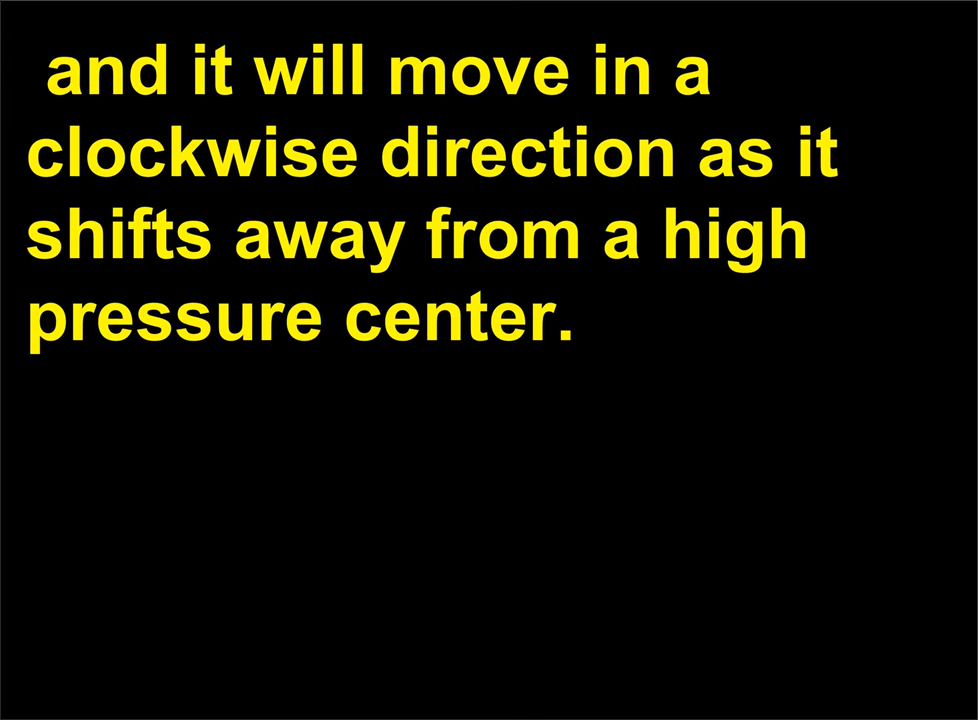 and it will move in a
clockwise direction as it
shifts away from a high
pressure center.